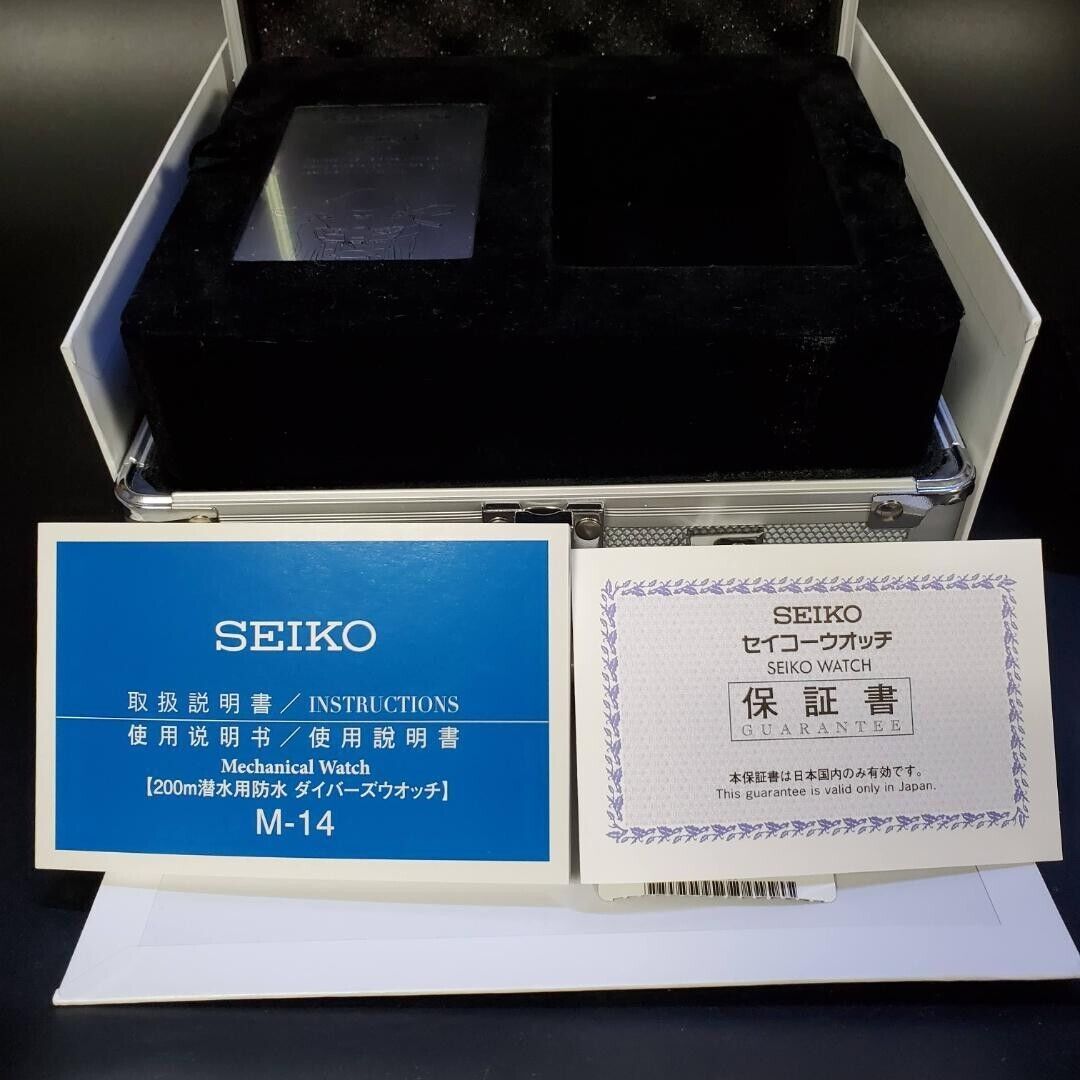 SEIKO
取扱説明書/INSTRUCTIONS
使用说明书/使用說明書
Mechanical Watch
【200m潜水用防水 ダイバーズウオッチ】
M-14
SEIKO
セイコーウオッチ
SEIKO WATCH
保証書
GUARANTEE
本保証書は日本国内のみ有効です。
This guarantee is valid only in Japan.